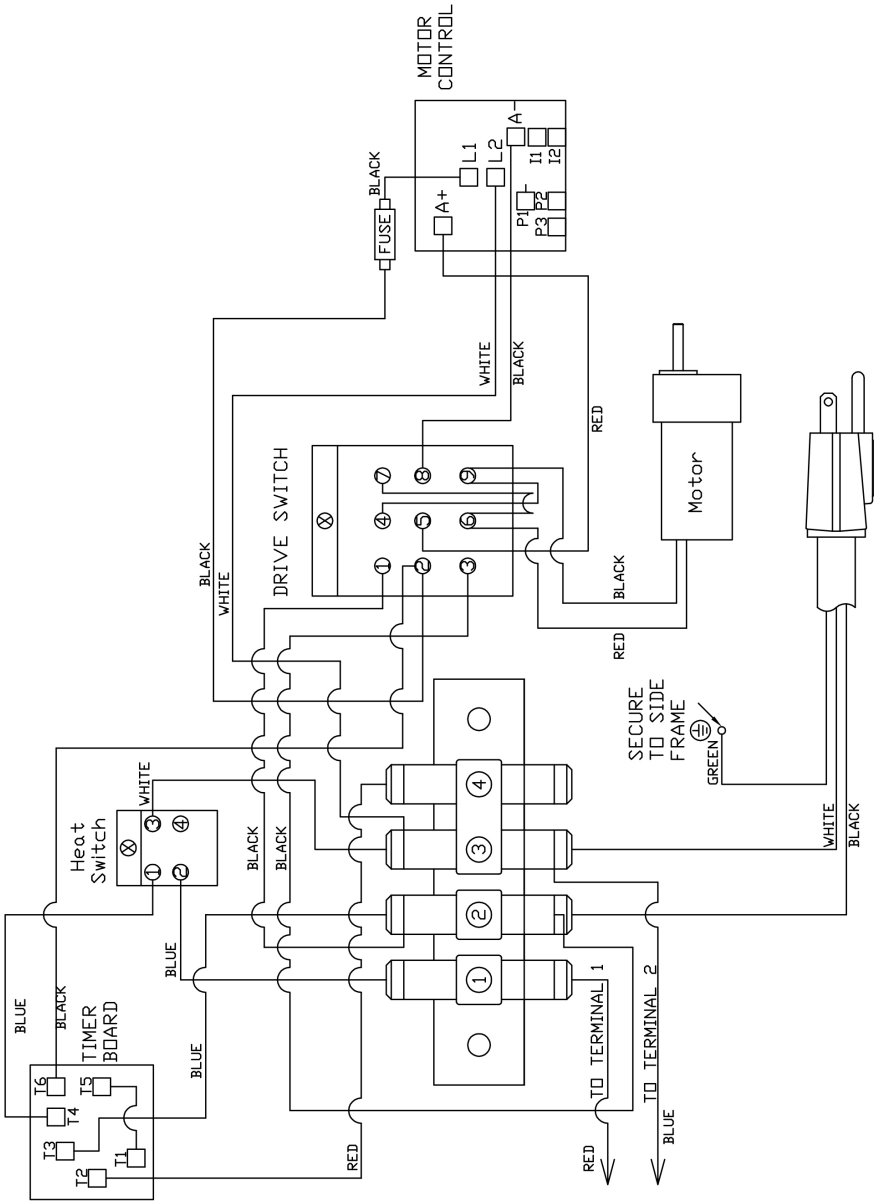 MOTOR
CONTROL
BLACK
FUSE
A+
L1
L2
A-
I1
I2
P1
P2
P3
WHITE
BLACK
RED
DRIVE SWITCH
X
1
2
3
4
5
6
7
8
9
BLACK
WHITE
Motor
BLACK
RED
SECURE
TO SIDE
FRAME
GREEN
WHITE
BLACK
Heat
Switch
X
1
2
3
4
WHITE
BLACK
BLACK
BLUE
1
2
3
4
BLUE
BLACK
TIMER
BOARD
T6
T5
T4
T3
T1
T2
BLUE
RED
TO TERMINAL 1
TO TERMINAL 2
RED
BLUE